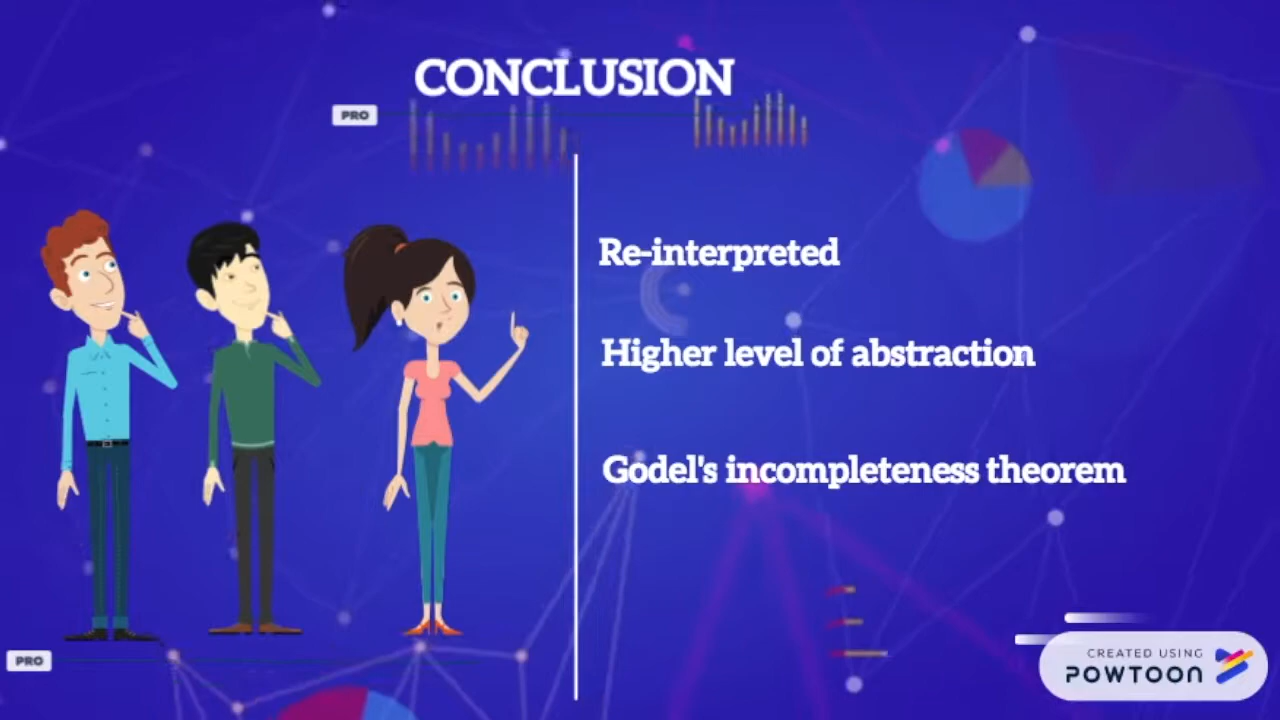 CONCLUSION
PRO
Re-interpreted
Higher level of abstraction
Godel's incompleteness theorem
PRO
CREATED USING
POWTOON